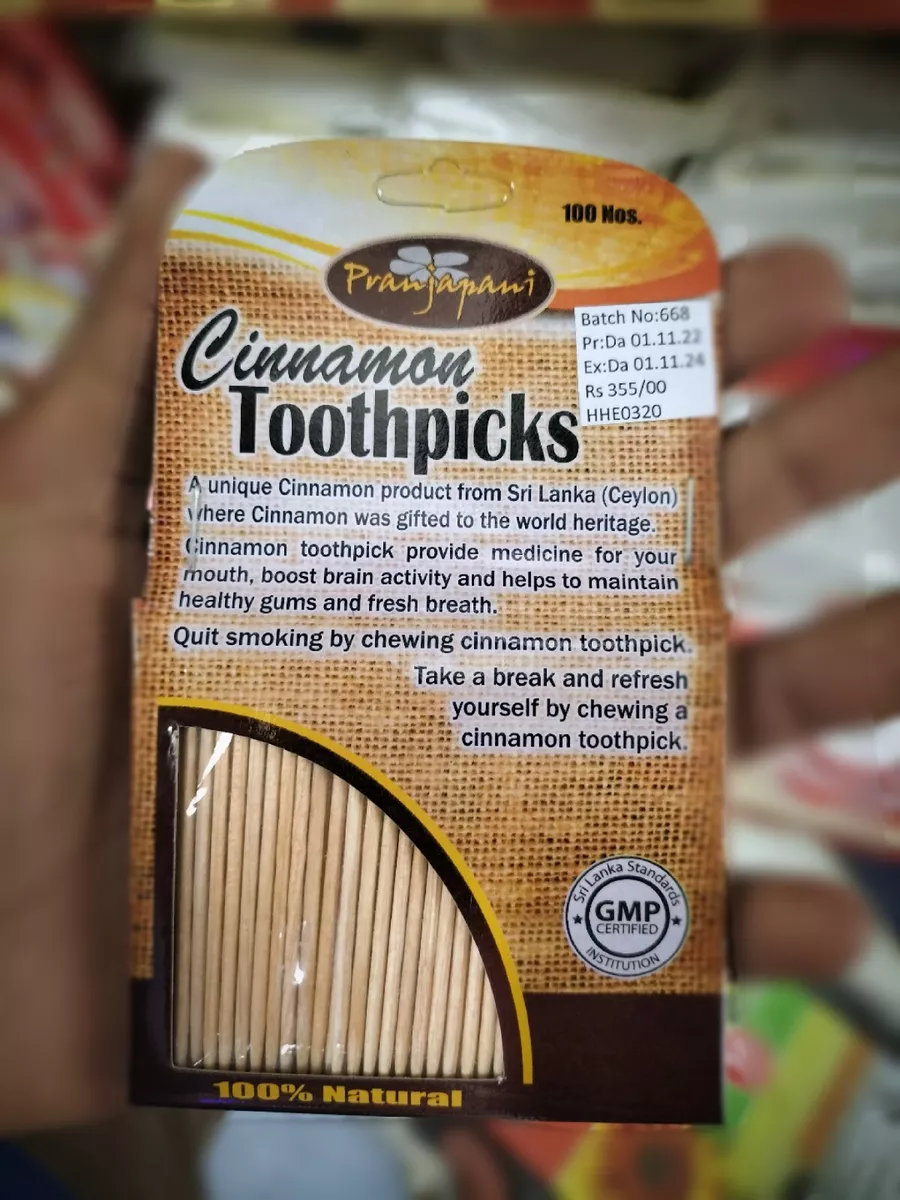 100 Nos.
Pranjapani
Batch No:668
Pr:Da 01.11.22
Ex:Da 01.11.24
Rs 355/00
HHE0320
Cinnamon
Toothpicks
A unique Cinnamon product from Sri Lanka (Ceylon)
where Cinnamon was gifted to the world heritage.
Cinnamon toothpick provide medicine for your
mouth, boost brain activity and helps to maintain
healthy gums and fresh breath.
Quit smoking by chewing cinnamon toothpick.
Take a break and refresh
yourself by chewing a
cinnamon toothpick.
Sri Lanka Standards
GMP
CERTIFIED
INSTITUTION
100% Natural